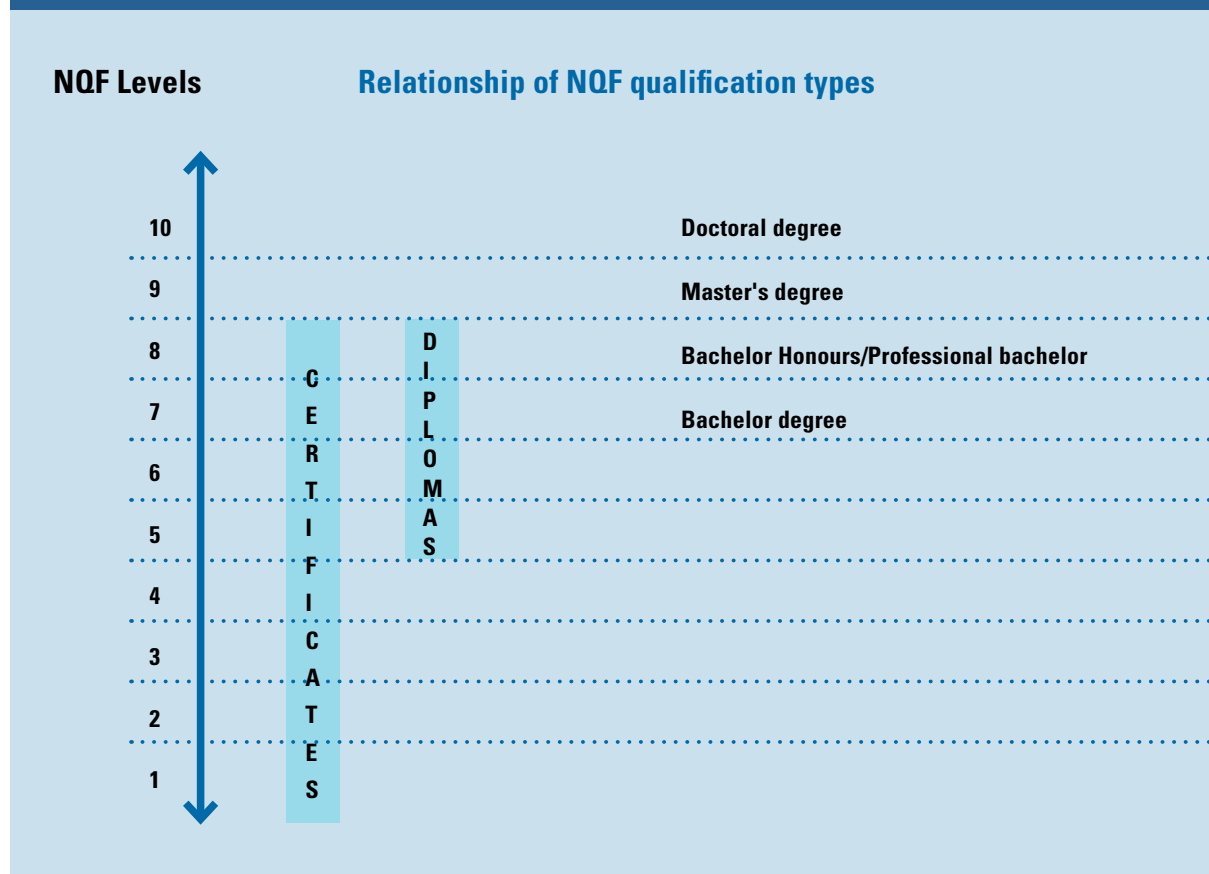 NQF Levels
Relationship of NQF qualification types
10
Doctoral degree
9
Master's degree
8
Bachelor Honours/Professional bachelor
7
Bachelor degree
6
5
4
3
2
1
CERTIFICATES
DIPLOMAS